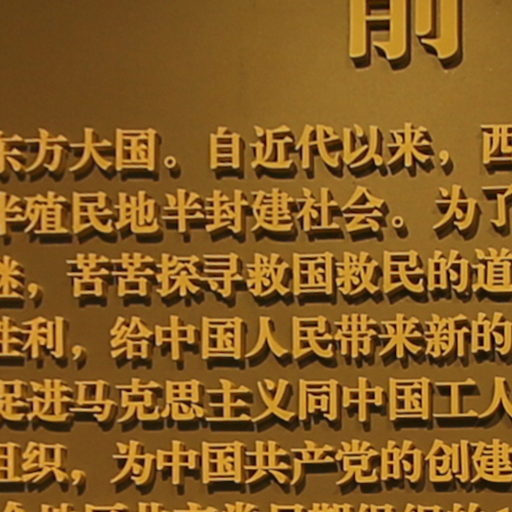 前
东方大国。自近代以来，西
半殖民地半封建社会。为了
迷，苦苦探寻救国救民的道
胜利，给中国人民带来新的
促进马克思主义同中国工人
组织，为中国共产党的创建